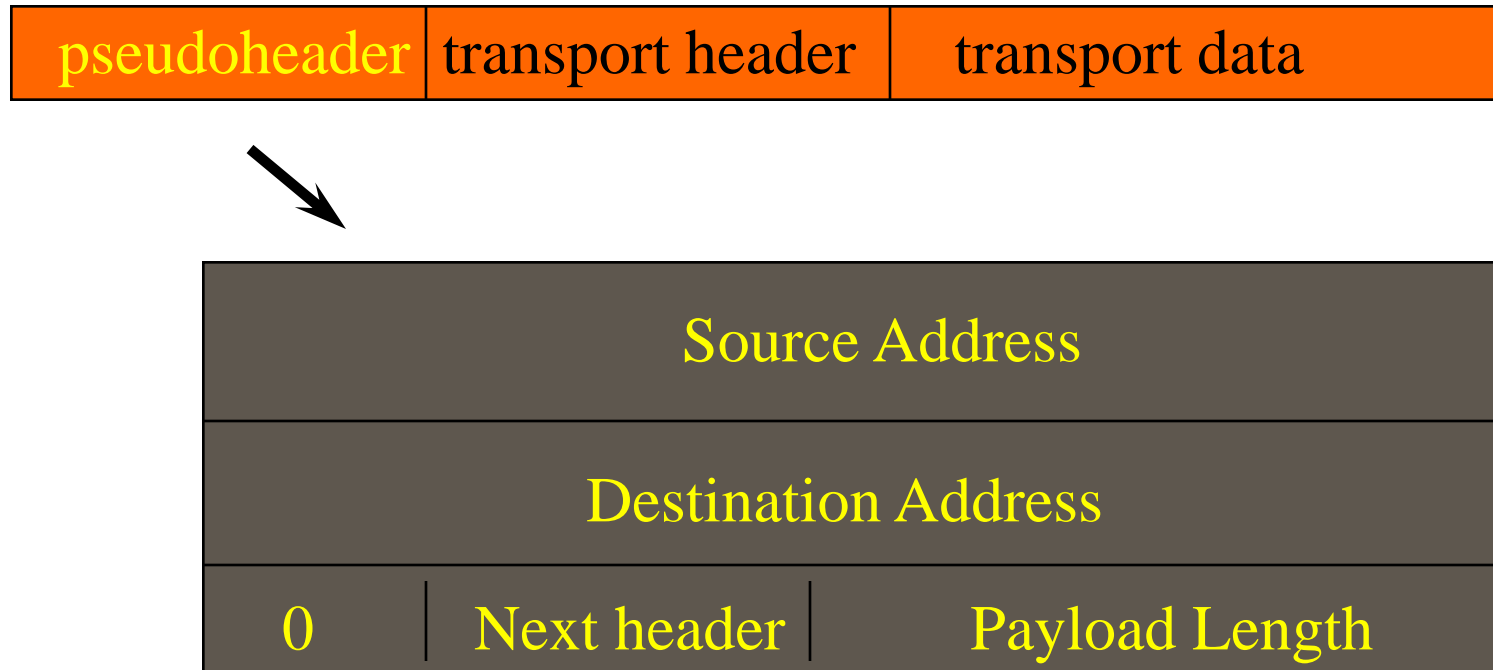 pseudoheader transport header transport data
Source Address
Destination Address
0 Next header Payload Length